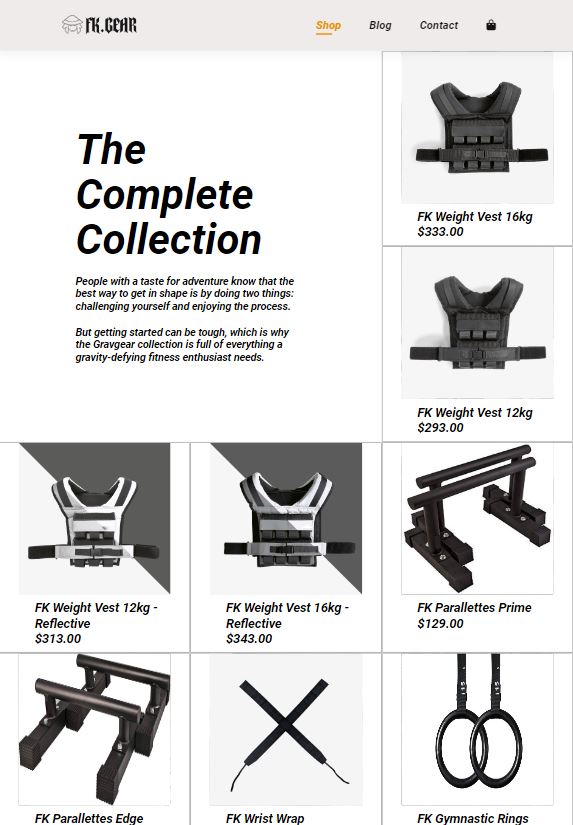 FK.GEAR
Shop
Blog
Contact
The
Complete
Collection
People with a taste for adventure know that the
best way to get in shape is by doing two things:
challenging yourself and enjoying the process.
But getting started can be tough, which is why
the Gravgear collection is full of everything a
gravity-defying fitness enthusiast needs.
FK Weight Vest 16kg
$333.00
FK Weight Vest 12kg
$293.00
FK Weight Vest 12kg -
Reflective
$313.00
FK Weight Vest 16kg -
Reflective
$343.00
FK Parallettes Prime
$129.00
FK Parallettes Edge
FK Wrist Wrap
FK Gymnastic Rings